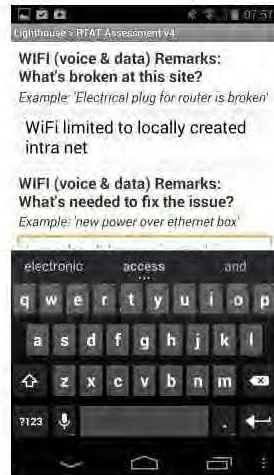 07:51
Lighthouse > RTAT Assessment v4
WIFI (voice & data) Remarks:
What's broken at this site?
Example: 'Electrical plug for router is broken'
WiFi limited to locally created
intra net
WIFI (voice & data) Remarks:
What's needed to fix the issue?
Example: 'new power over ethernet box'
electronic access and
q w e r t y u i o p
a s d f g h j k l
z x c v b n m
?123 .